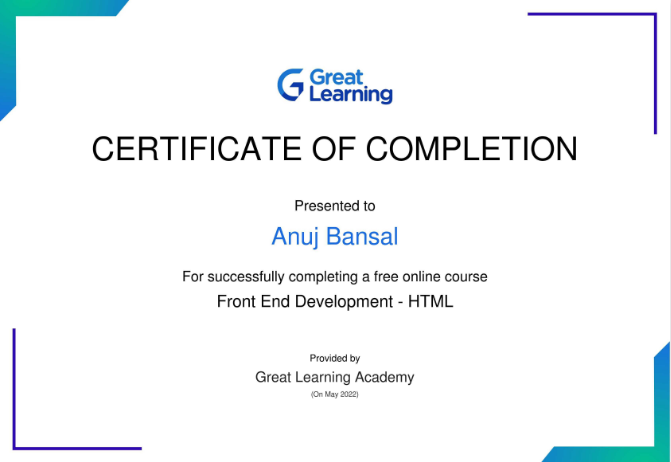 Great
Learning
CERTIFICATE OF COMPLETION
Presented to
Anuj Bansal
For successfully completing a free online course
Front End Development - HTML
Provided by
Great Learning Academy
(On May 2022)